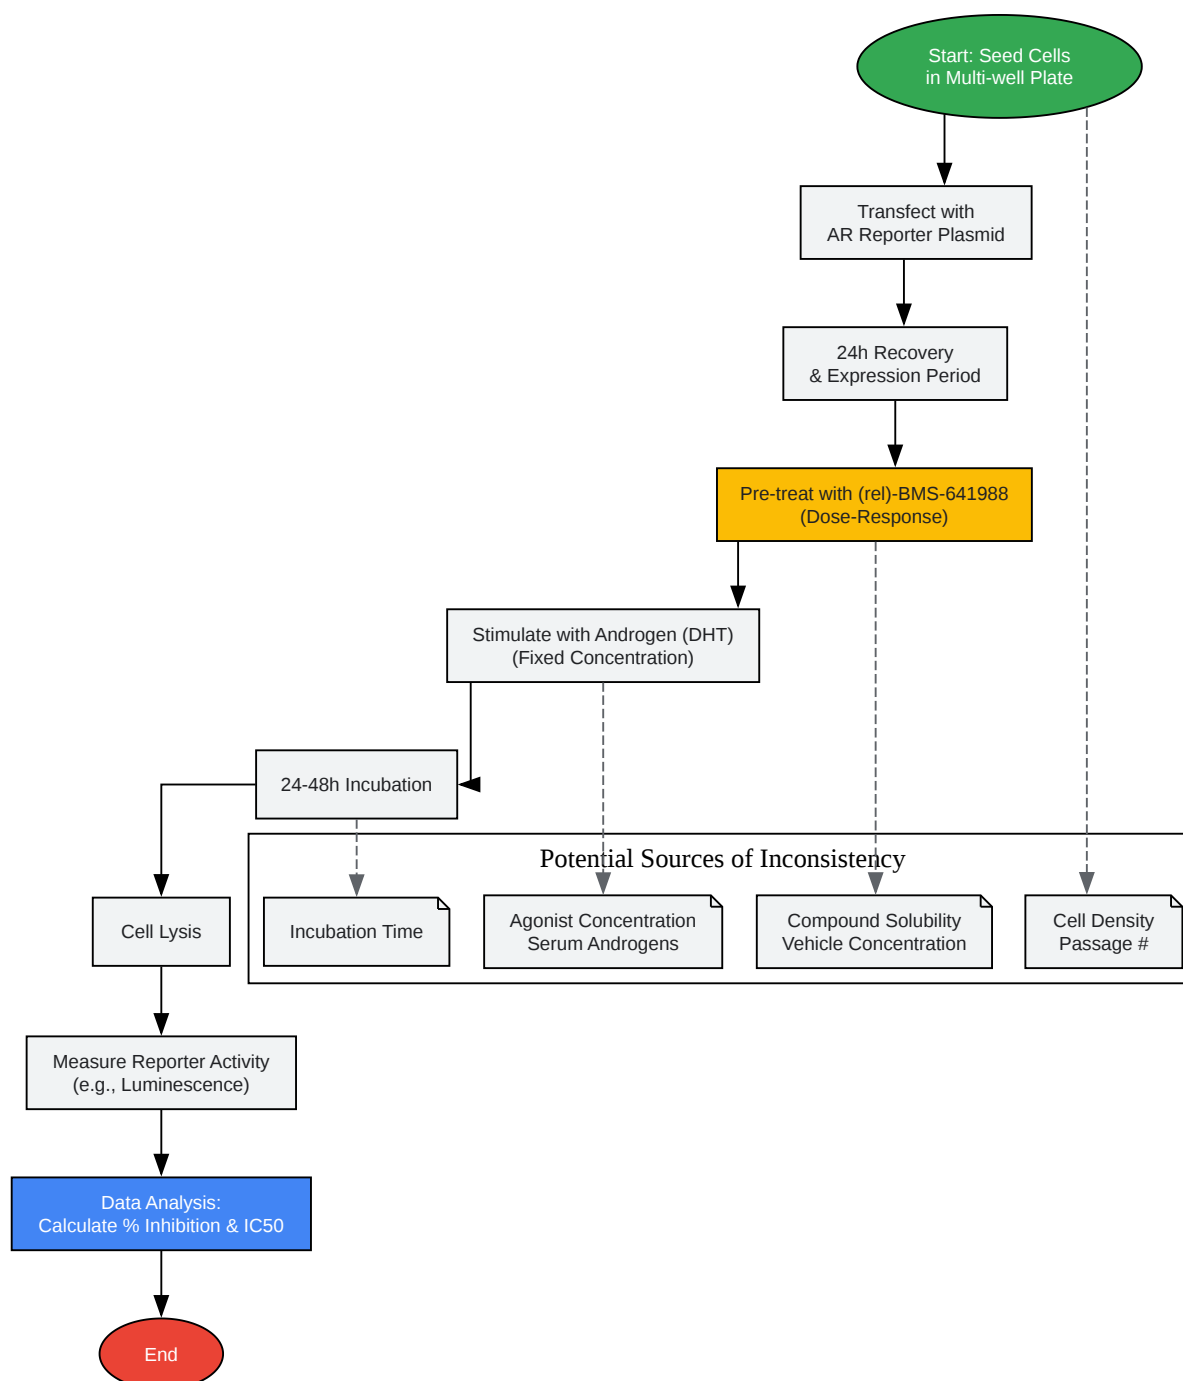 Start: Seed Cells
in Multi-well Plate
Transfect with
AR Reporter Plasmid
24h Recovery
& Expression Period
Pre-treat with (rel)-BMS-641988
(Dose-Response)
Stimulate with Androgen (DHT)
(Fixed Concentration)
24-48h Incubation
Potential Sources of Inconsistency
Incubation Time
Agonist Concentration
Serum Androgens
Compound Solubility
Vehicle Concentration
Cell Density
Passage #
Cell Lysis
Measure Reporter Activity
(e.g., Luminescence)
Data Analysis:
Calculate % Inhibition & IC50
End